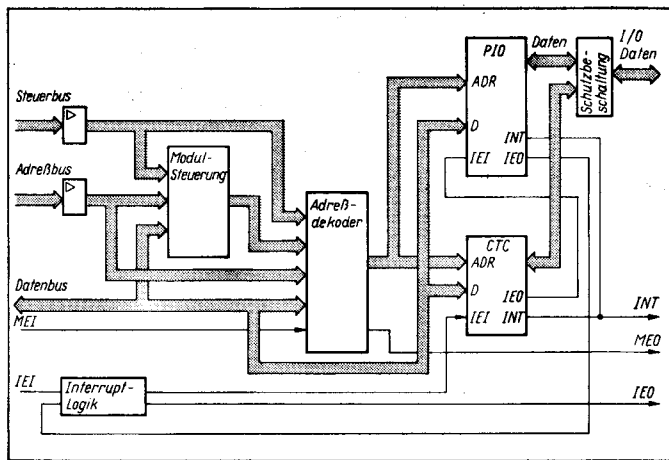 Steuerbus
Adreßbus
Datenbus
MEI
IEI
Modul-
Steuerung
Interrupt-
Logik
Adreß-
dekoder
PIO
ADR
D
INT
IEI
IEO
CTC
ADR
D
IEO
IEI
INT
Daten
Schutzbe-
schaltung
I/O
Daten
INT
MEO
IEO